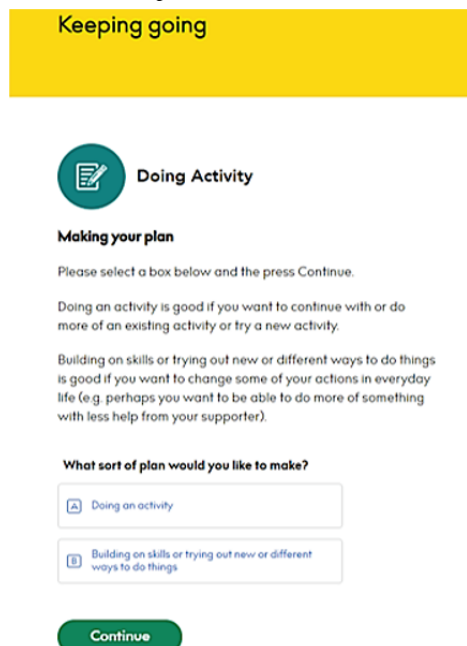 Keeping going
Doing Activity
Making your plan
Please select a box below and the press Continue.
Doing an activity is good if you want to continue with or do
more of an existing activity or try a new activity.
Building on skills or trying out new or different ways to do things
is good if you want to change some of your actions in everyday
life (e.g. perhaps you want to be able to do more of something
with less help from your supporter).
What sort of plan would you like to make?
A Doing an activity
B Building on skills or trying out new or different
ways to do things
Continue